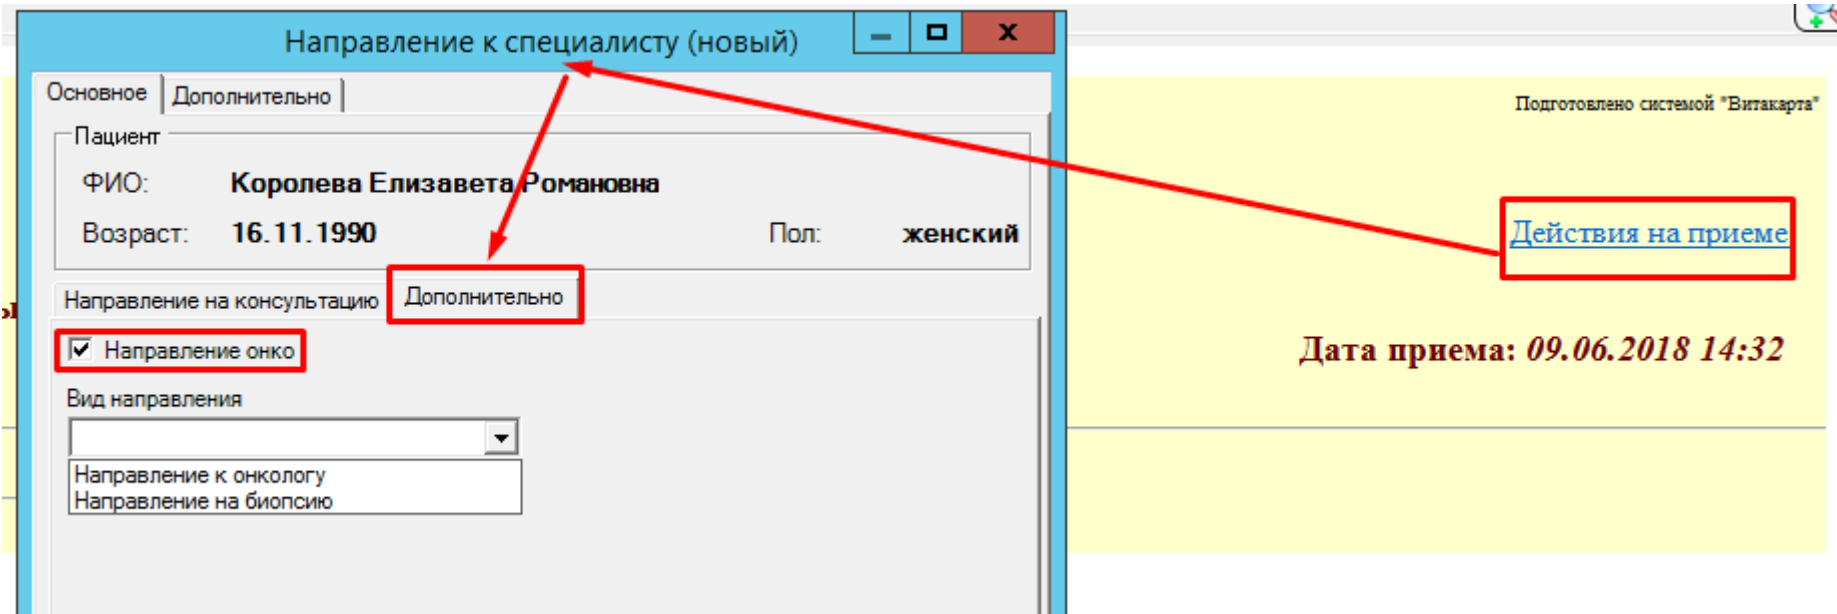 Направление к специалисту (новый)
Основное
Дополнительно
Подготовлено системой "Витакарта"
Пациент
ФИО: Королева Елизавета Романовна
Возраст: 16.11.1990 Пол: женский
Действия на приеме
Направление на консультацию
Дополнительно
Направление онко
Дата приема: 09.06.2018 14:32
Вид направления
Направление к онкологу
Направление на биопсию